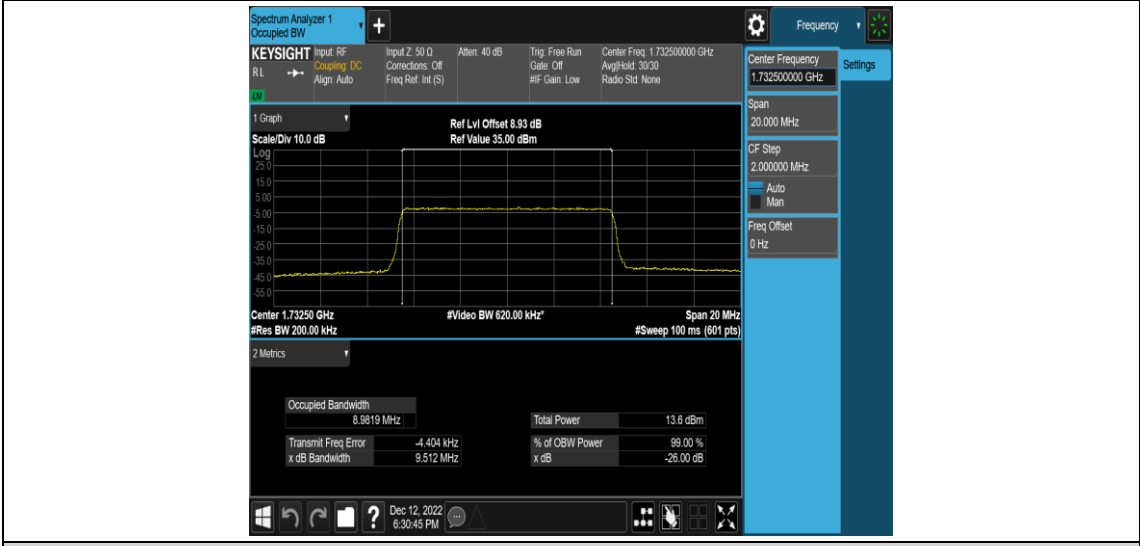 Spectrum Analyzer 1
Occupied BW
+
Frequency
KEYSIGHT
R L
Input: RF
Coupling: DC
Align: Auto
Input Z: 50 Ω
Corrections: Off
Freq Ref: Int (S)
Atten: 40 dB
Trig: Free Run
Gate: Off
#IF Gain: Low
Center Freq: 1.732500000 GHz
Avg|Hold: 30/30
Radio Std: None
Center Frequency
1.732500000 GHz
Settings
Span
20.000 MHz
CF Step
2.000000 MHz
Auto
Man
Freq Offset
0 Hz
1 Graph
Ref Lvl Offset 8.93 dB
Scale/Div 10.0 dB
Ref Value 35.00 dBm
Log
25.0
15.0
5.00
-5.00
-15.0
-25.0
-35.0
-45.0
-55.0
Center 1.73250 GHz
#Video BW 620.00 kHz*
Span 20 MHz
#Res BW 200.00 kHz
#Sweep 100 ms (601 pts)
2 Metrics
Occupied Bandwidth
8.9819 MHz
Total Power 13.6 dBm
Transmit Freq Error -4.404 kHz
% of OBW Power 99.00 %
x dB Bandwidth 9.512 MHz
x dB -26.00 dB
?
Dec 12, 2022
6:30:45 PM